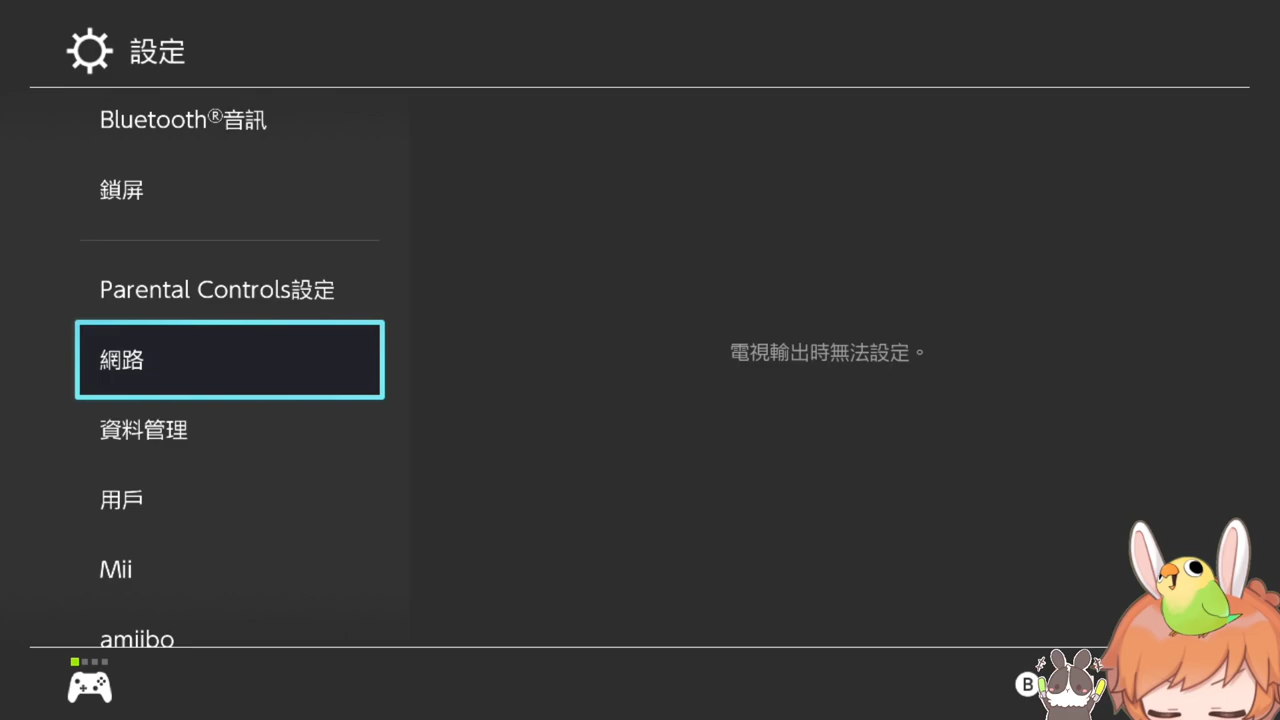 設定
Bluetooth®音訊
鎖屏
Parental Controls設定
網路
資料管理
用戶
Mii
amiibo
電視輸出時無法設定。
B